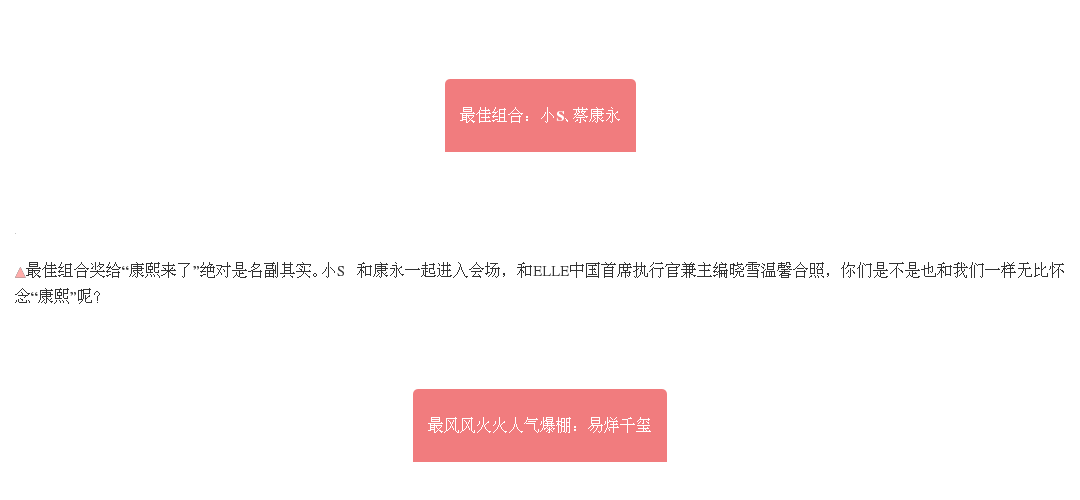 最佳组合：小S、蔡康永
▲最佳组合奖给“康熙来了”绝对是名副其实。小S 和康永一起进入会场，和ELLE中国首席执行官兼主编晓雪温馨合照，你们是不是也和我们一样无比怀
念“康熙”呢？
最风风火火人气爆棚：易烊千玺